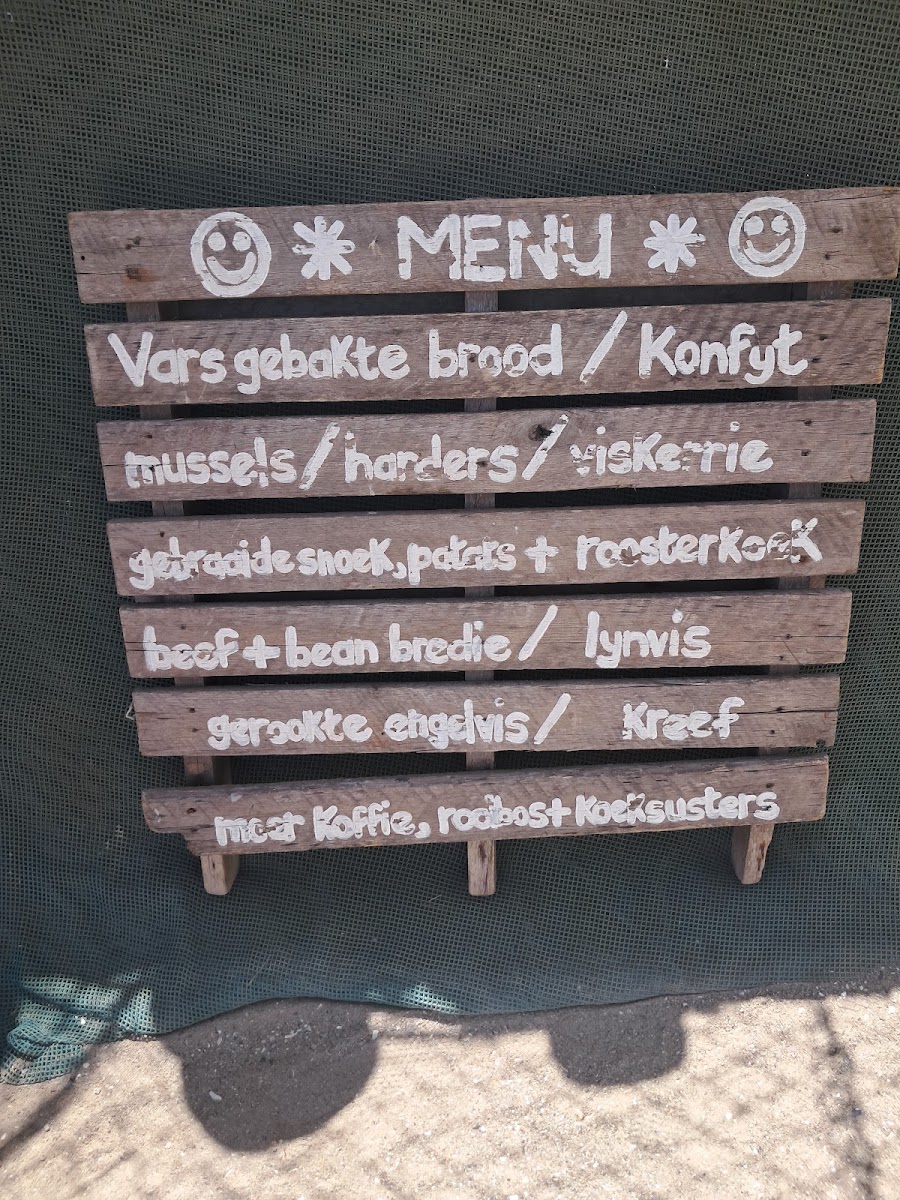 MENU
Vars gebakte brood / Konfyt
mussels / harders / viskerrie
gebraaide snoek, patats + roosterkoek
beef + bean bredie / lynvis
gerookte engelvis / Kreef
moer Koffie, rooibos + Koeksusters